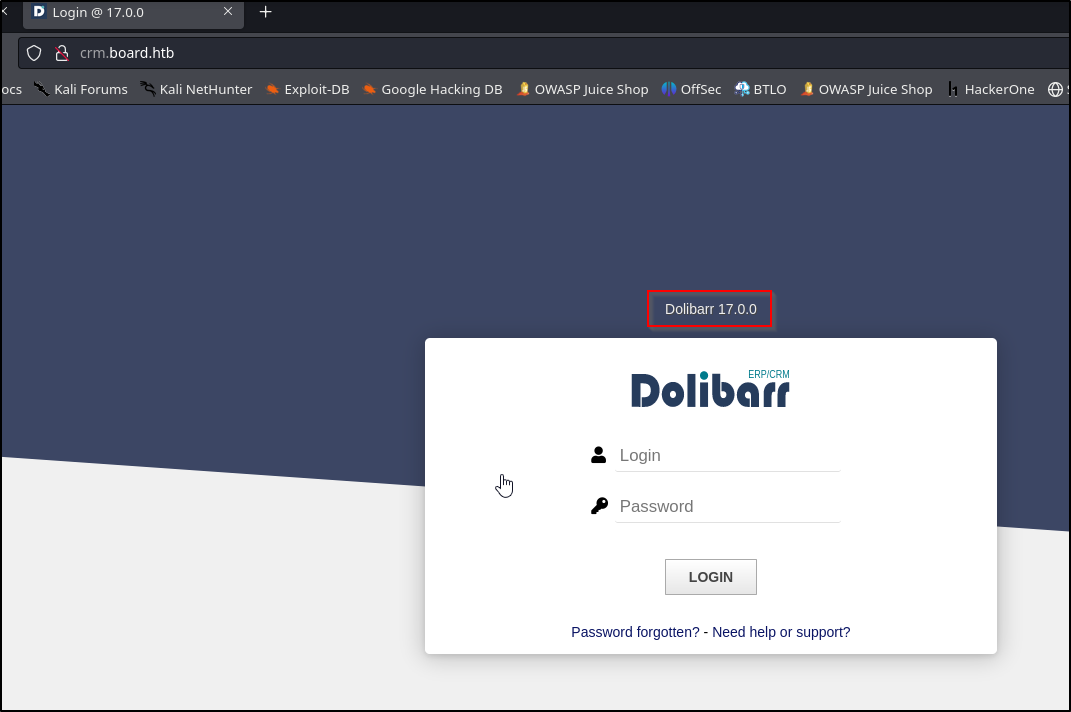 Login @ 17.0.0
crm.board.htb
ocs Kali Forums Kali NetHunter Exploit-DB Google Hacking DB OWASP Juice Shop OffSec BTLO OWASP Juice Shop HackerOne
Dolibarr 17.0.0
ERP/CRM
Dolibarr
Login
Password
LOGIN
Password forgotten? - Need help or support?